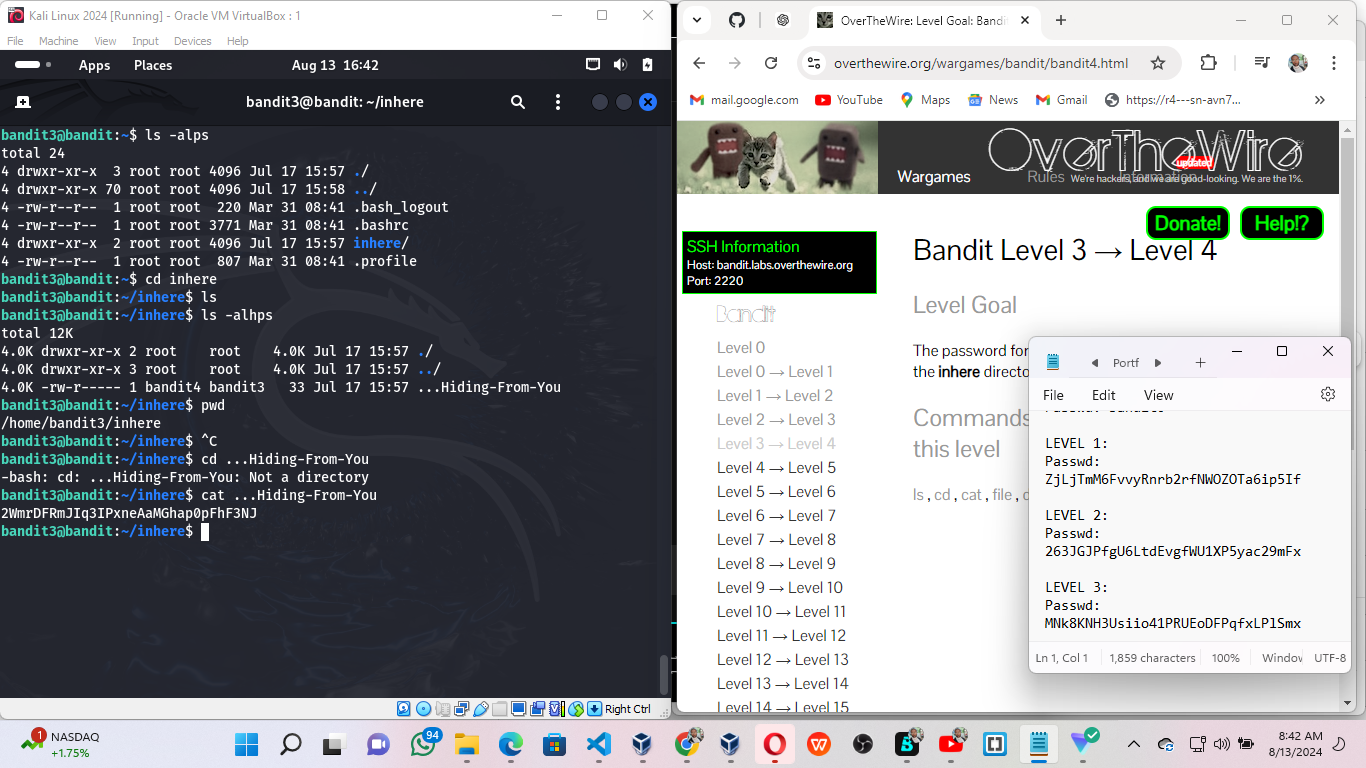 Kali Linux 2024 [Running] - Oracle VM VirtualBox : 1
File Machine View Input Devices Help
Apps Places Aug 13 16:42
bandit3@bandit: ~/inhere
bandit3@bandit:~$ ls -alps
total 24
4 drwxr-xr-x  3 root root 4096 Jul 17 15:57 ./
4 drwxr-xr-x 70 root root 4096 Jul 17 15:58 ../
4 -rw-r--r--  1 root root  220 Mar 31 08:41 .bash_logout
4 -rw-r--r--  1 root root 3771 Mar 31 08:41 .bashrc
4 drwxr-xr-x  2 root root 4096 Jul 17 15:57 inhere/
4 -rw-r--r--  1 root root  807 Mar 31 08:41 .profile
bandit3@bandit:~$ cd inhere
bandit3@bandit:~/inhere$ ls
bandit3@bandit:~/inhere$ ls -alhps
total 12K
4.0K drwxr-xr-x 2 root    root    4.0K Jul 17 15:57 ./
4.0K drwxr-xr-x 3 root    root    4.0K Jul 17 15:57 ../
4.0K -rw-r----- 1 bandit4 bandit3   33 Jul 17 15:57 ...Hiding-From-You
bandit3@bandit:~/inhere$ pwd
/home/bandit3/inhere
bandit3@bandit:~/inhere$ ^C
bandit3@bandit:~/inhere$ cd ...Hiding-From-You
-bash: cd: ...Hiding-From-You: Not a directory
bandit3@bandit:~/inhere$ cat ...Hiding-From-You
2WmrDFRmJIq3IPxneAaMGhap0pFhF3NJ
bandit3@bandit:~/inhere$
Right Ctrl
OverTheWire: Level Goal: Bandi
overthewire.org/wargames/bandit/bandit4.html
mail.google.com YouTube Maps News Gmail https://r4---sn-avn7...
OverTheWire
updated
We're hackers, and we are good-looking. We are the 1%.
Wargames Rules Information
Donate! Help!?
SSH Information
Host: bandit.labs.overthewire.org
Port: 2220
Bandit
Level 0
Level 0 → Level 1
Level 1 → Level 2
Level 2 → Level 3
Level 3 → Level 4
Level 4 → Level 5
Level 5 → Level 6
Level 6 → Level 7
Level 7 → Level 8
Level 8 → Level 9
Level 9 → Level 10
Level 10 → Level 11
Level 11 → Level 12
Level 12 → Level 13
Level 13 → Level 14
Level 14 → Level 15
Bandit Level 3 → Level 4
Level Goal
The password for
the inhere directo
Commands
this level
ls , cd , cat , file , d
Portf
File Edit View
LEVEL 1:
Passwd:
ZjLjTmM6FvvyRnrb2rfNWOZOTa6ip5If
LEVEL 2:
Passwd:
263JGJPfgU6LtdEvgfWU1XP5yac29mFx
LEVEL 3:
Passwd:
MNk8KNH3Usiio41PRUEoDFPqfxLPlSmx
Ln 1, Col 1 1,859 characters 100% Window UTF-8
1
NASDAQ
+1.75%
94
8:42 AM
8/13/2024